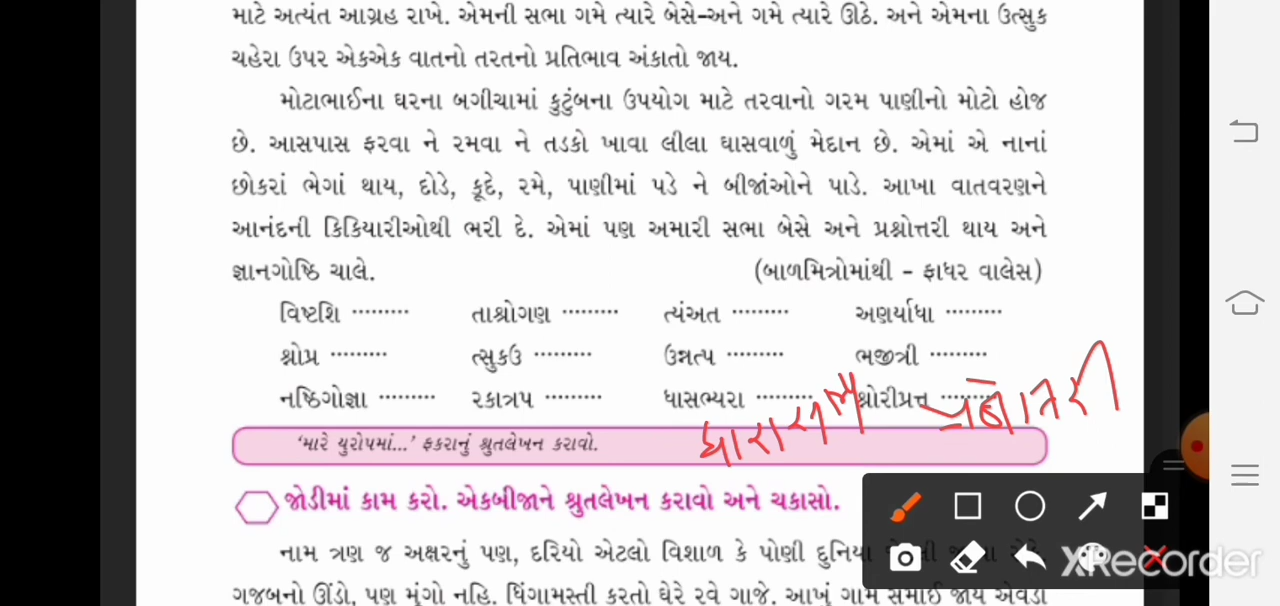 માટે અત્યંત આગ્રહ રાખે. એમની સભા ગમે ત્યારે બેસે–અને ગમે ત્યારે ઊઠે. અને એમના ઉત્સુક
ચહેરા ઉપર એકએક વાતનો તરતનો પ્રતિભાવ અંકાતો જાય.
મોટાભાઈના ઘરના બગીચામાં કુટુંબના ઉપયોગ માટે તરવાનો ગરમ પાણીનો મોટો હોજ
છે. આસપાસ ફરવા ને રમવા ને તડકો ખાવા લીલા ઘાસવાળું મેદાન છે. એમાં એ નાનાં
છોકરાં ભેગાં થાય, દોડે, કૂદે, રમે, પાણીમાં પડે ને બીજાંઓને પાડે. આખા વાતવરણને
આનંદની કિકિયારીઓથી ભરી દે. એમાં પણ અમારી સભા બેસે અને પ્રશ્નોત્તરી થાય અને
જ્ઞાનગોષ્ઠિ ચાલે. (બાળમિત્રોમાંથી – ફાધર વાલેસ)
વિષ્ટશિ ......... તાશ્રોગણ ......... ત્યંઅત ......... અણર્યાધા .........
શ્નોપ્ર ......... ત્સુકઉ ......... ઉન્નત્પ ......... ભજીત્રી .........
નષ્ઠિગોજ્ઞા ......... રકાત્રપ ......... ધાસભ્યરા ......... શ્નોરીપ્રત્ત .........
ધારાસભ્ય
‘મારે યુરોપમાં...’ ફકરાનું શ્રુતલેખન કરાવો.
જોડીમાં કામ કરો. એકબીજાને શ્રુતલેખન કરાવો અને ચકાસો.
નામ ત્રણ જ અક્ષરનું પણ, દરિયો એટલો વિશાળ કે પોણી દુનિયા
ગજબનો ઊંડો, પણ મૂંગો નહિ. ધિંગામસ્તી કરતો ઘેરે રવે ગાજે. આખું ગામ સમાઈ જાય એવડા
XRecorder